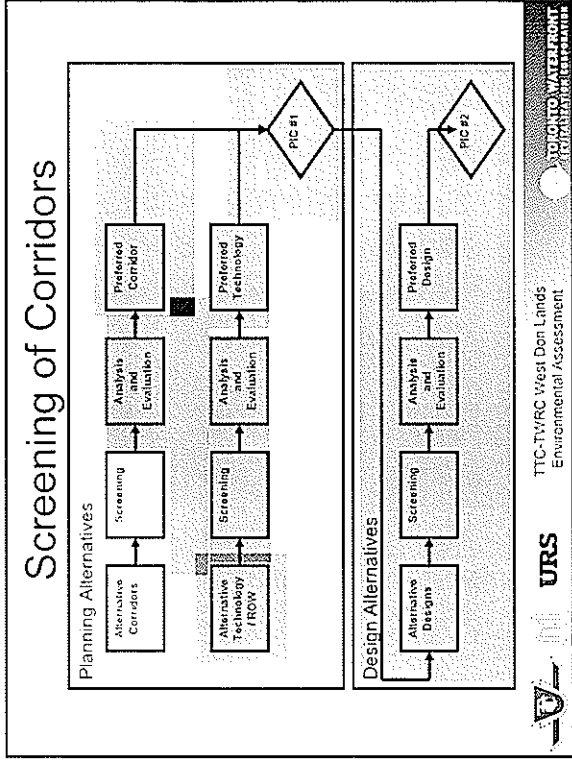 Screening of Corridors
Planning Alternatives
Alternative
Corridors
Screening
Analysis
and
Evaluation
Preferred
Corridor
Alternative
Technology
/ ROW
Screening
Analysis
and
Evaluation
Preferred
Technology
PIC #1
Design Alternatives
Alternative
Designs
Screening
Analysis
and
Evaluation
Preferred
Design
PIC #2
URS
TTC-TWRC West Don Lands
Environmental Assessment
TORONTO WATERFRONT
REVITALIZATION CORPORATION